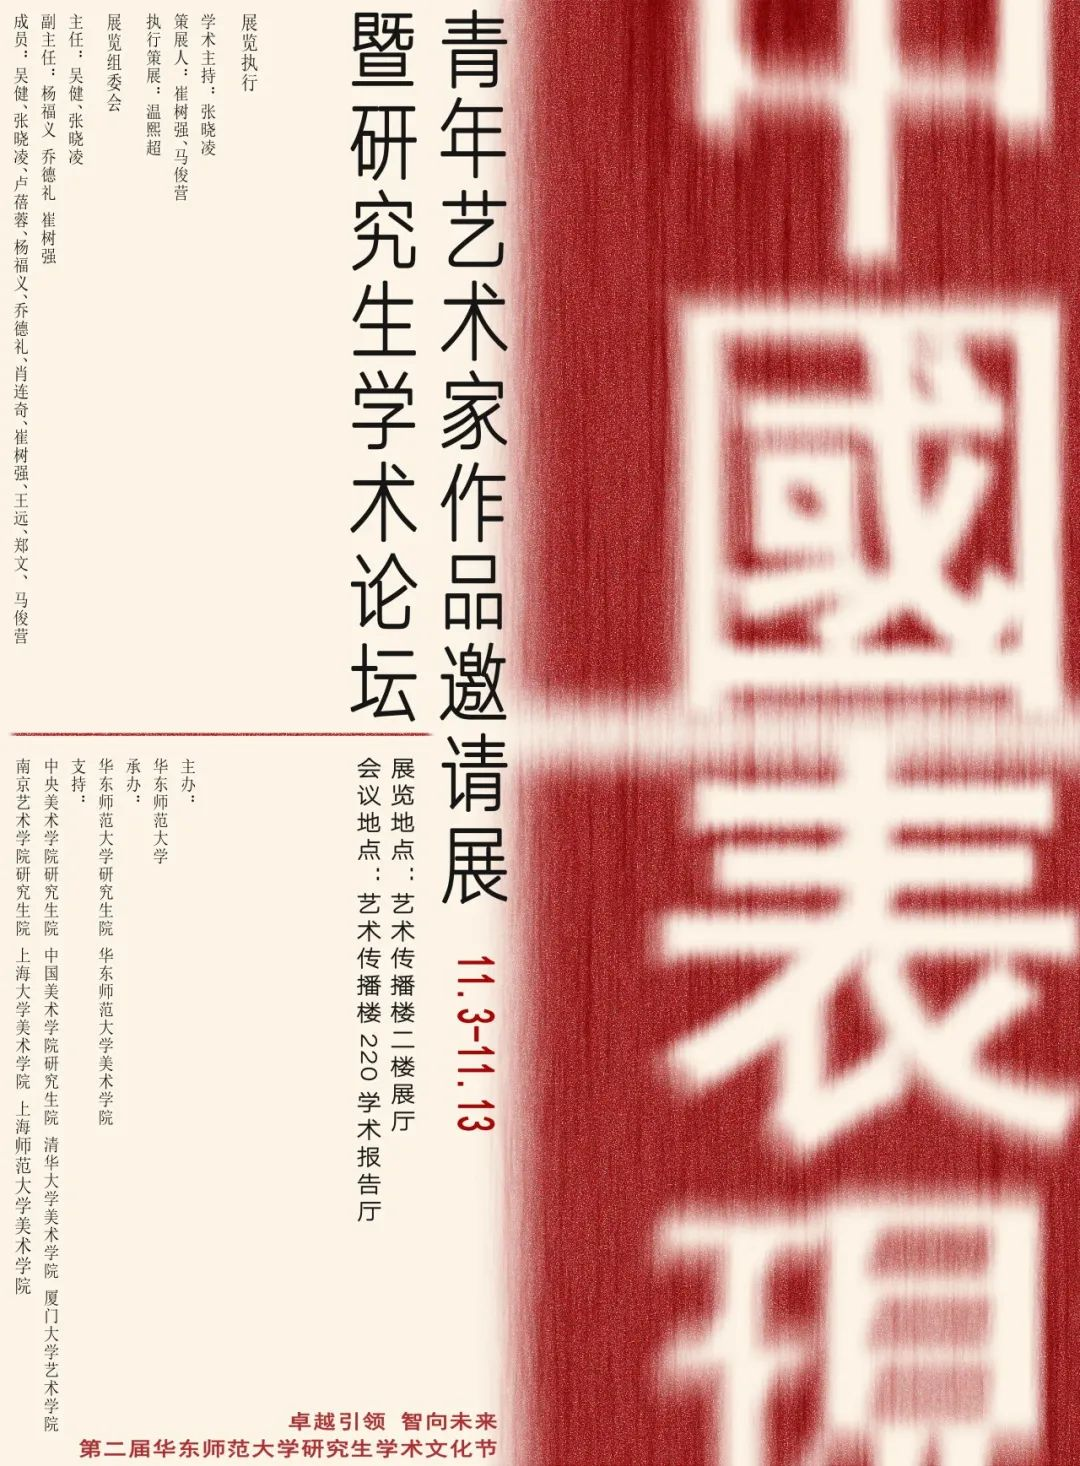 中國表現
青年艺术家作品邀请展
11.3-11.13
暨研究生学术论坛
展览地点：艺术传播楼二楼展厅
会议地点：艺术传播楼220学术报告厅
展览执行
学术主持：张晓凌
策展人：崔树强、马俊营
执行策展：温熙超
展览组委会
主任：吴健、张晓凌
副主任：杨福义 乔德礼 崔树强
成员：吴健、张晓凌、卢蓓蓉、杨福义、乔德礼、肖连奇、崔树强、王远、郑文、马俊营
主办：
华东师范大学
承办：
华东师范大学研究生院 华东师范大学美术学院
支持：
中央美术学院研究生院 中国美术学院研究生院 清华大学美术学院 厦门大学艺术学院
南京艺术学院研究生院 上海大学美术学院 上海师范大学美术学院
卓越引领 智向未来
第二届华东师范大学研究生学术文化节